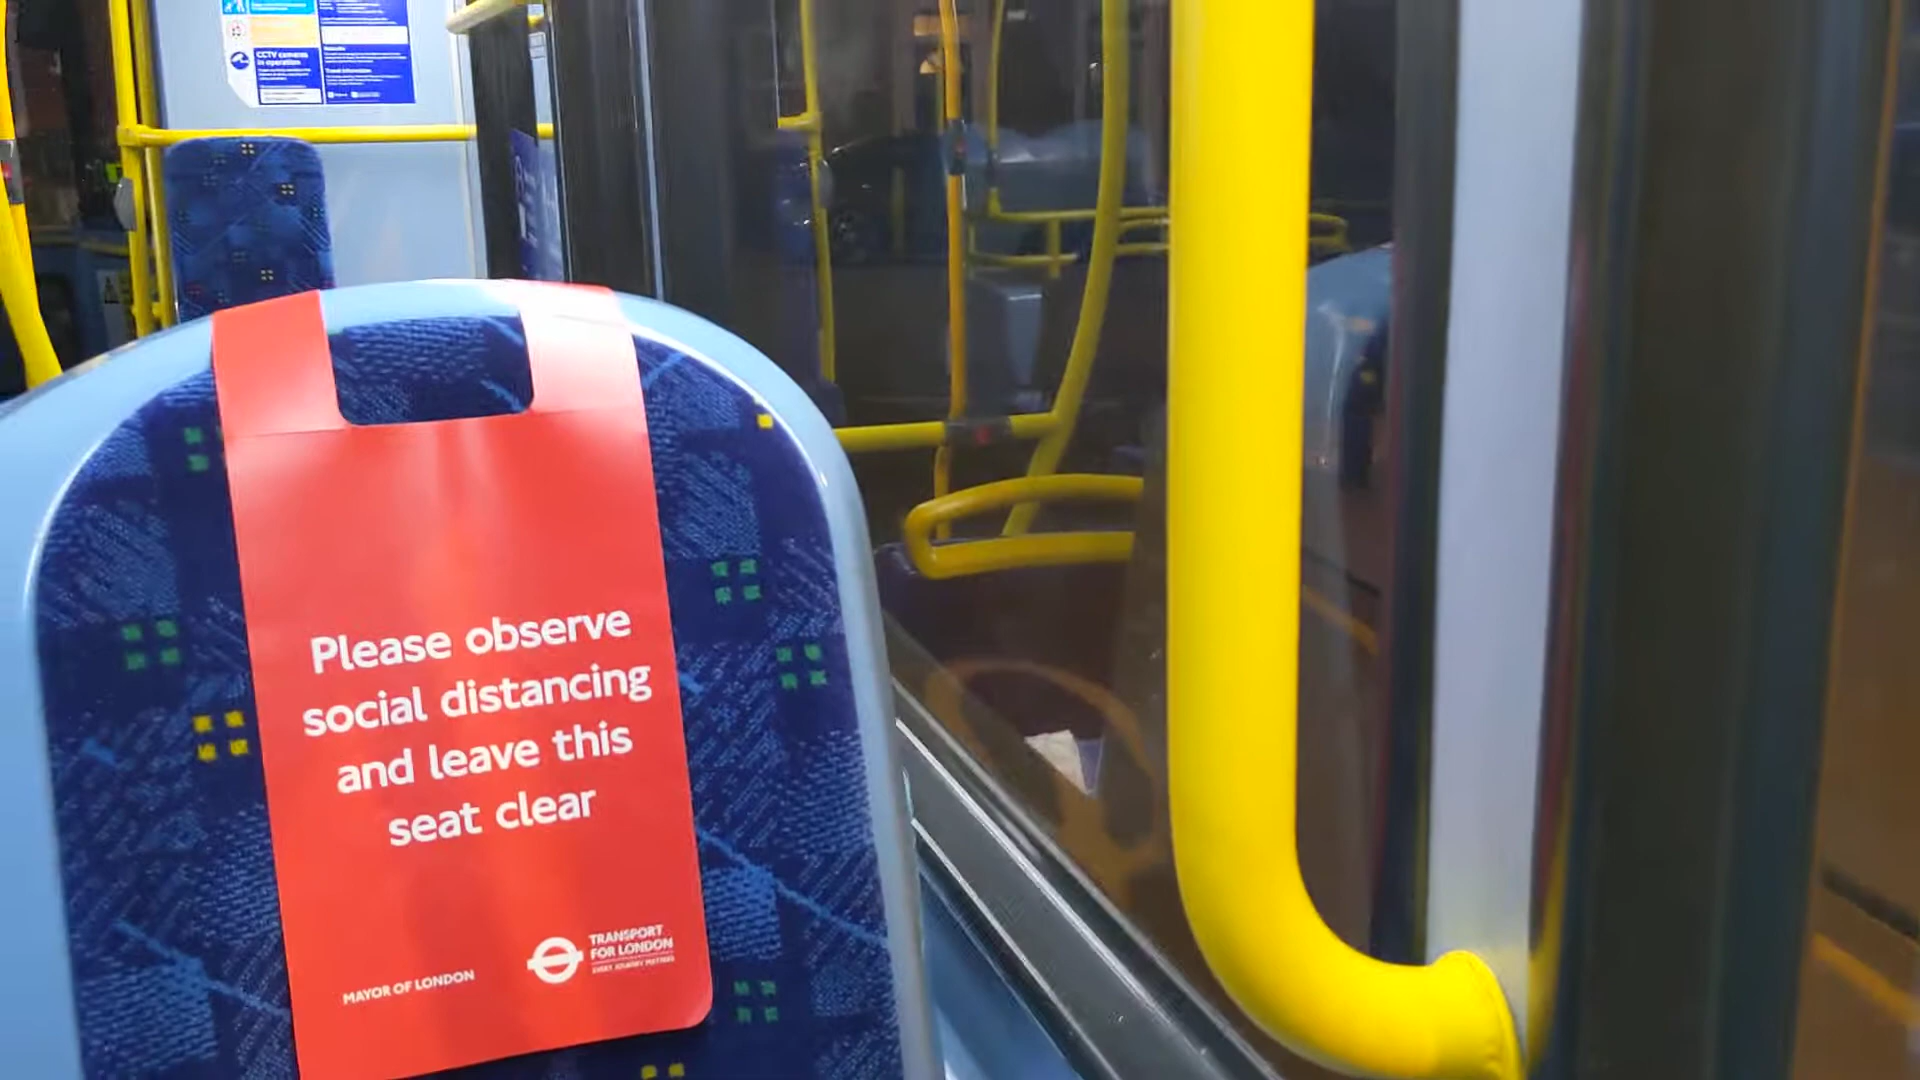 CCTV cameras
in operation
Please observe
social distancing
and leave this
seat clear
MAYOR OF LONDON
TRANSPORT
FOR LONDON
EVERY JOURNEY MATTERS